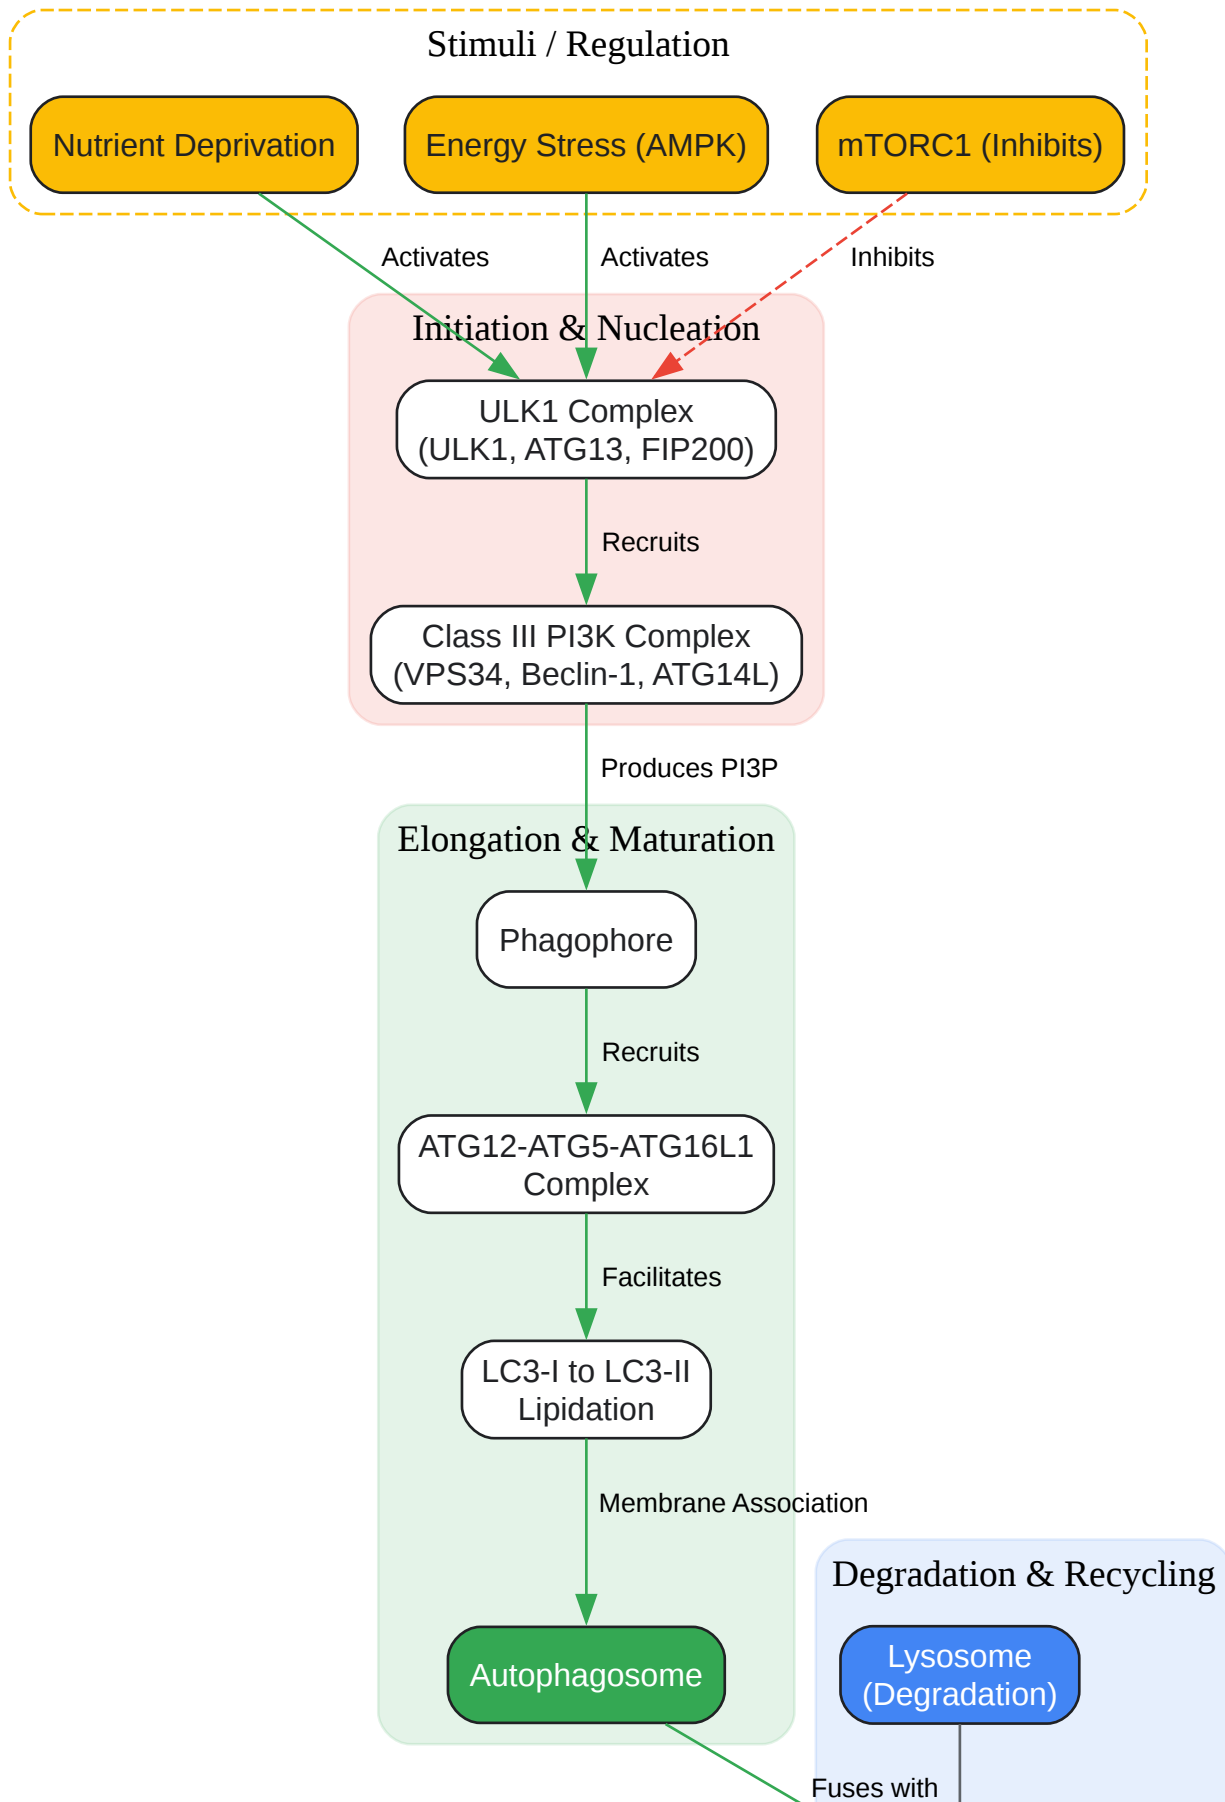 Stimuli / Regulation
Nutrient Deprivation
Energy Stress (AMPK)
mTORC1 (Inhibits)
Activates
Activates
Inhibits
Initiation & Nucleation
ULK1 Complex
(ULK1, ATG13, FIP200)
Recruits
Class III PI3K Complex
(VPS34, Beclin-1, ATG14L)
Produces PI3P
Elongation & Maturation
Phagophore
Recruits
ATG12-ATG5-ATG16L1
Complex
Facilitates
LC3-I to LC3-II
Lipidation
Membrane Association
Degradation & Recycling
Autophagosome
Lysosome
(Degradation)
Fuses with